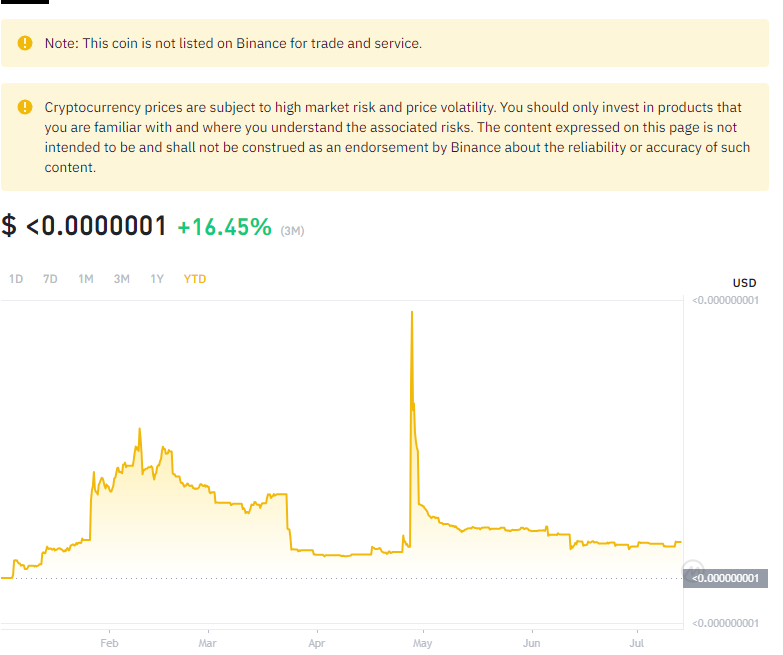 Note: This coin is not listed on Binance for trade and service.
Cryptocurrency prices are subject to high market risk and price volatility. You should only invest in products that
you are familiar with and where you understand the associated risks. The content expressed on this page is not
intended to be and shall not be construed as an endorsement by Binance about the reliability or accuracy of such
content.
$ <0.0000001 +16.45% (3M)
1D 7D 1M 3M 1Y YTD
USD
<0.000000001
<0.000000001
<0.000000001
Feb Mar Apr May Jun Jul